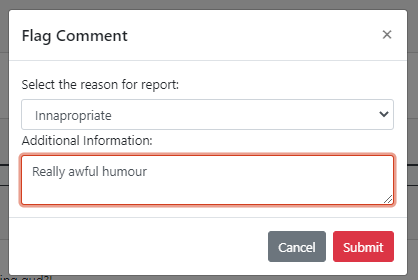 Flag Comment ×
Select the reason for report:
Innapropriate
Additional Information:
Really awful humour
Cancel Submit